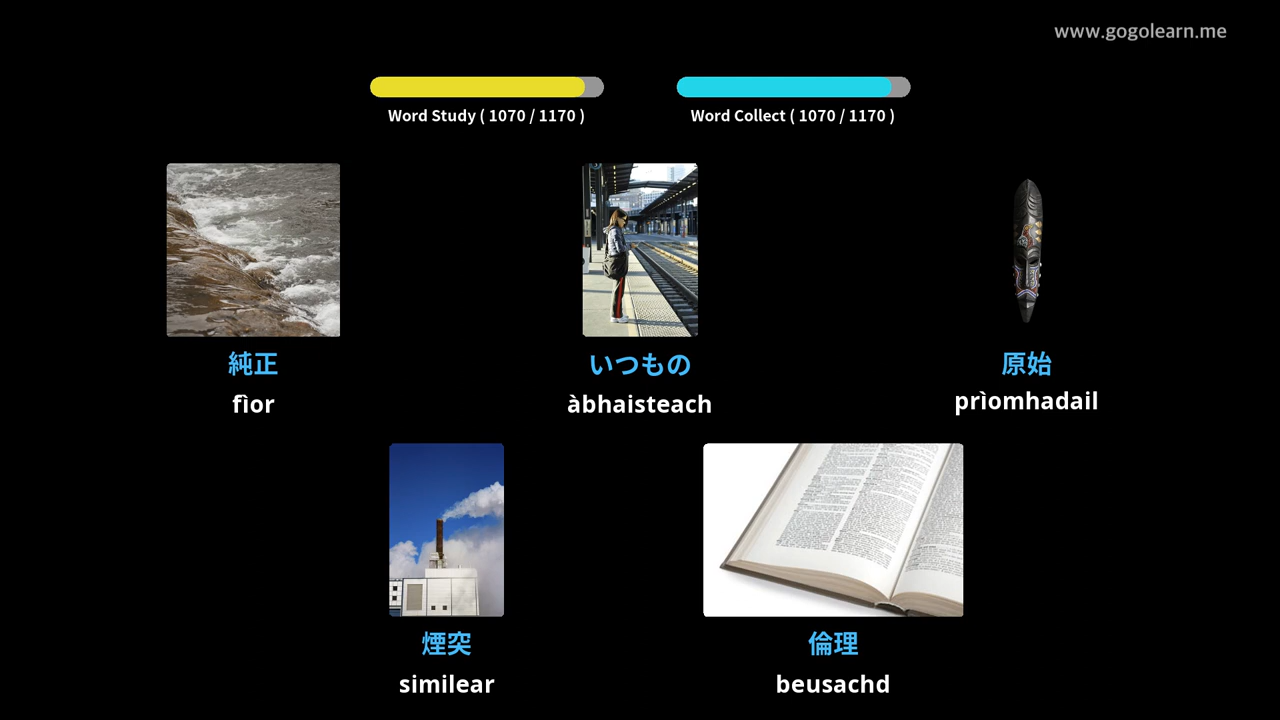 www.gogolearn.me
Word Study ( 1070 / 1170 )
Word Collect ( 1070 / 1170 )
純正
fìor
いつもの
àbhaisteach
原始
prìomhadail
煙突
similear
倫理
beusachd